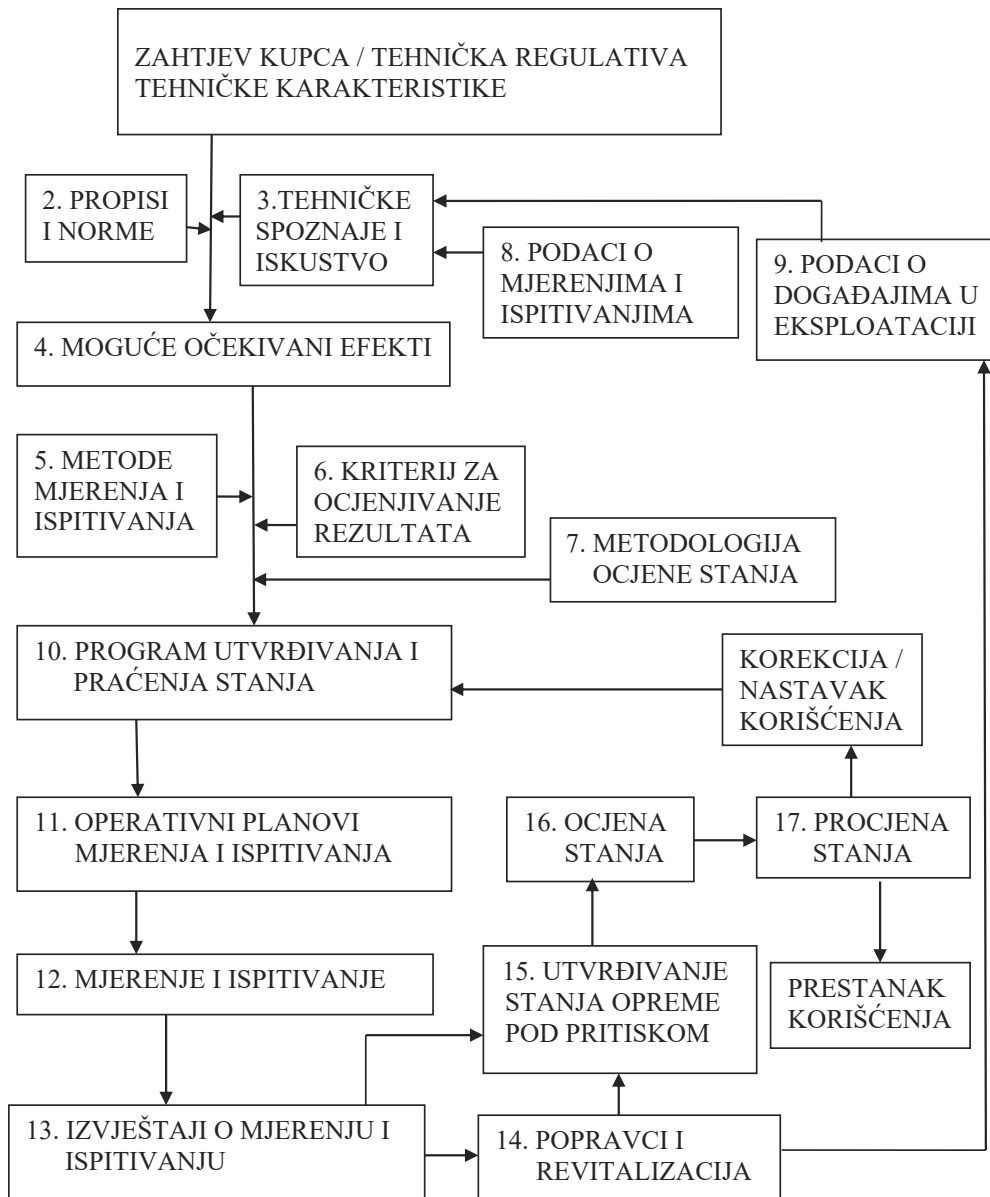 ZAHTJEV KUPCA / TEHNIČKA REGULATIVA
TEHNIČKE KARAKTERISTIKE
2. PROPISI
I NORME
3.TEHNIČKE
SPOZNAJE I
ISKUSTVO
8. PODACI O
MJERENJIMA I
ISPITIVANJIMA
9. PODACI O
DOGAĐAJIMA U
EKSPLOATACIJI
4. MOGUĆE OČEKIVANI EFEKTI
5. METODE
MJERENJA I
ISPITIVANJA
6. KRITERIJ ZA
OCJENJIVANJE
REZULTATA
7. METODOLOGIJA
OCJENE STANJA
10. PROGRAM UTVRĐIVANJA I
PRAĆENJA STANJA
KOREKCIJA /
NASTAVAK
KORIŠĆENJA
11. OPERATIVNI PLANOVI
MJERENJA I ISPITIVANJA
16. OCJENA
STANJA
17. PROCJENA
STANJA
12. MJERENJE I ISPITIVANJE
15. UTVRĐIVANJE
STANJA OPREME
POD PRITISKOM
PRESTANAK
KORIŠĆENJA
13. IZVJEŠTAJI O MJERENJU I
ISPITIVANJU
14. POPRAVCI I
REVITALIZACIJA